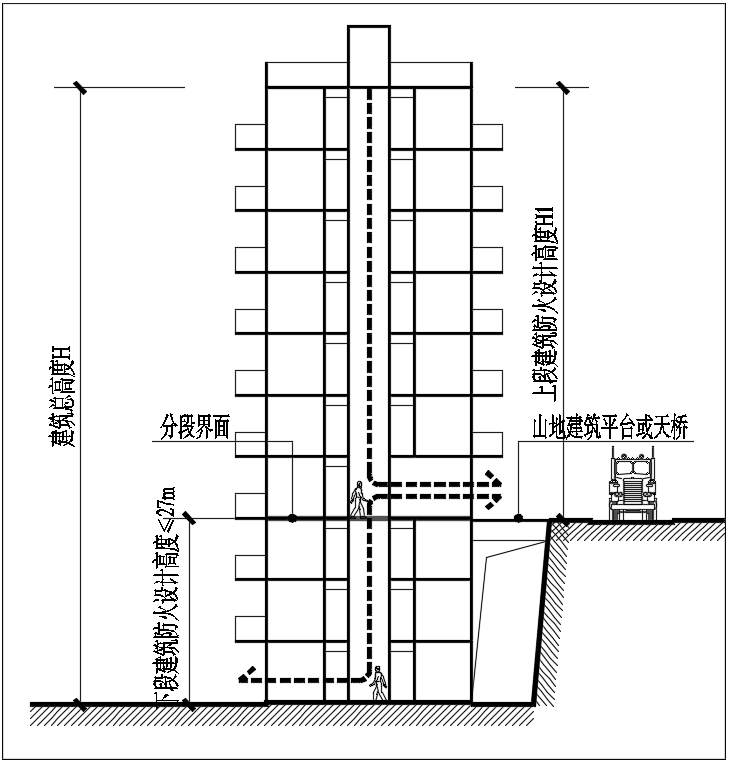 建筑总高度H
分段界面
下段建筑防火设计高度≤27m
上段建筑防火设计高度H1
山地建筑平台或天桥